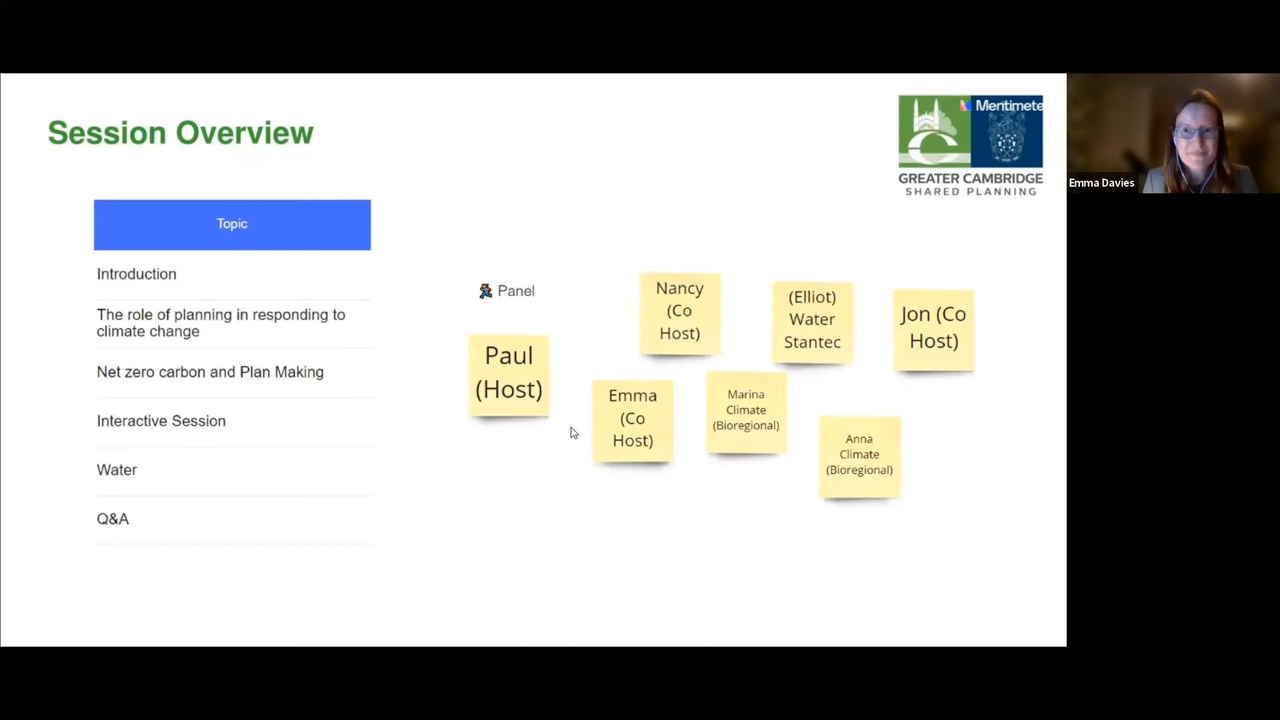 Session Overview
Mentimete
GREATER CAMBRIDGE
SHARED PLANNING
Emma Davies
Topic
Introduction
The role of planning in responding to
climate change
Net zero carbon and Plan Making
Interactive Session
Water
Q&A
Panel
Paul
(Host)
Nancy
(Co
Host)
(Elliot)
Water
Stantec
Jon (Co
Host)
Emma
(Co
Host)
Marina
Climate
(Bioregional)
Anna
Climate
(Bioregional)